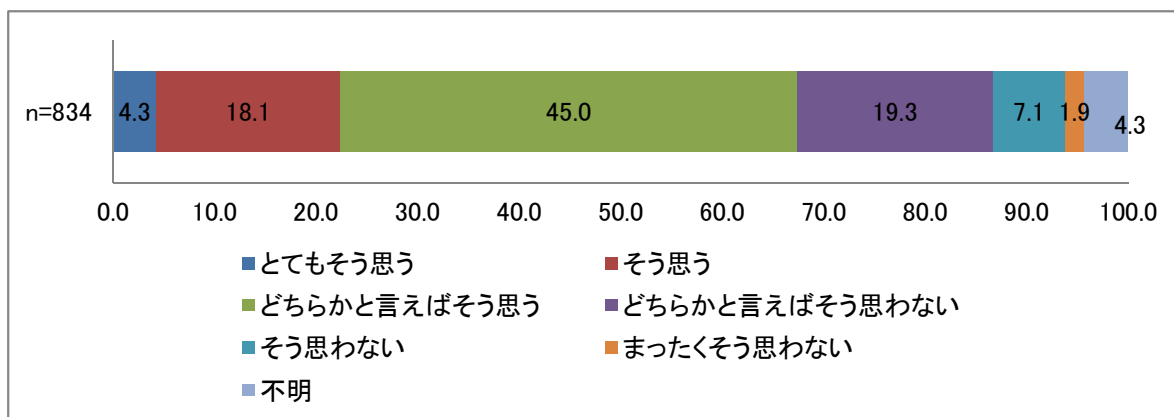 n=834 4.3 18.1 45.0 19.3 7.1 1.9 4.3
0.0 10.0 20.0 30.0 40.0 50.0 60.0 70.0 80.0 90.0 100.0
とてもそう思う そう思う
どちらかと言えばそう思う どちらかと言えばそう思わない
そう思わない まったくそう思わない
不明